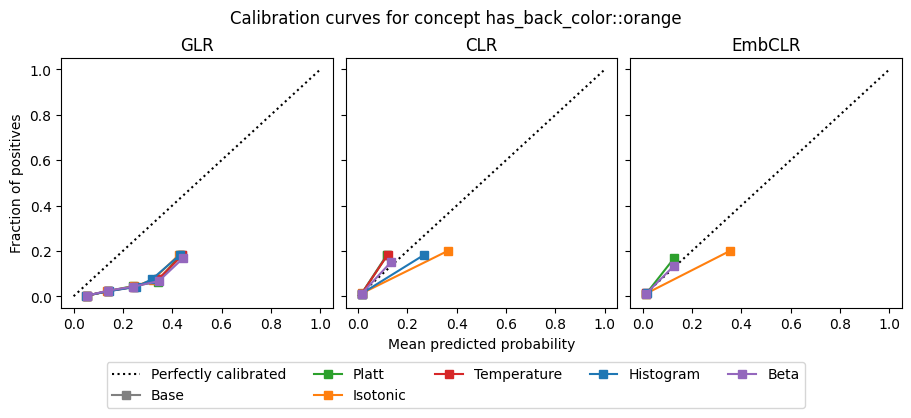 Calibration curves for concept has_back_color::orange
GLR
CLR
EmbCLR
1.0
0.8
0.6
0.4
0.2
0.0
Fraction of positives
0.0 0.2 0.4 0.6 0.8 1.0
0.0 0.2 0.4 0.6 0.8 1.0
0.0 0.2 0.4 0.6 0.8 1.0
Mean predicted probability
Perfectly calibrated Platt Temperature Histogram Beta
Base Isotonic